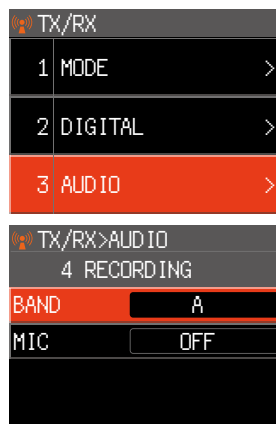 TX/RX
1 MODE >
2 DIGITAL >
3 AUDIO >
TX/RX>AUDIO
4 RECORDING
BAND A
MIC OFF